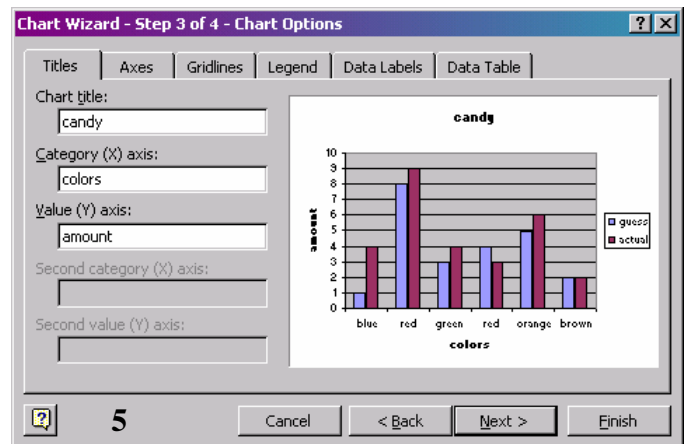 Chart Wizard - Step 3 of 4 - Chart Options
Titles Axes Gridlines Legend Data Labels Data Table
Chart title:
candy
Category (X) axis:
colors
Value (Y) axis:
amount
Second category (X) axis:
Second value (Y) axis:
candy
10
9
8
7
6
5
4
3
2
1
0
amount
blue red green red orange brown
colors
guess
actual
5
Cancel < Back Next > Finish